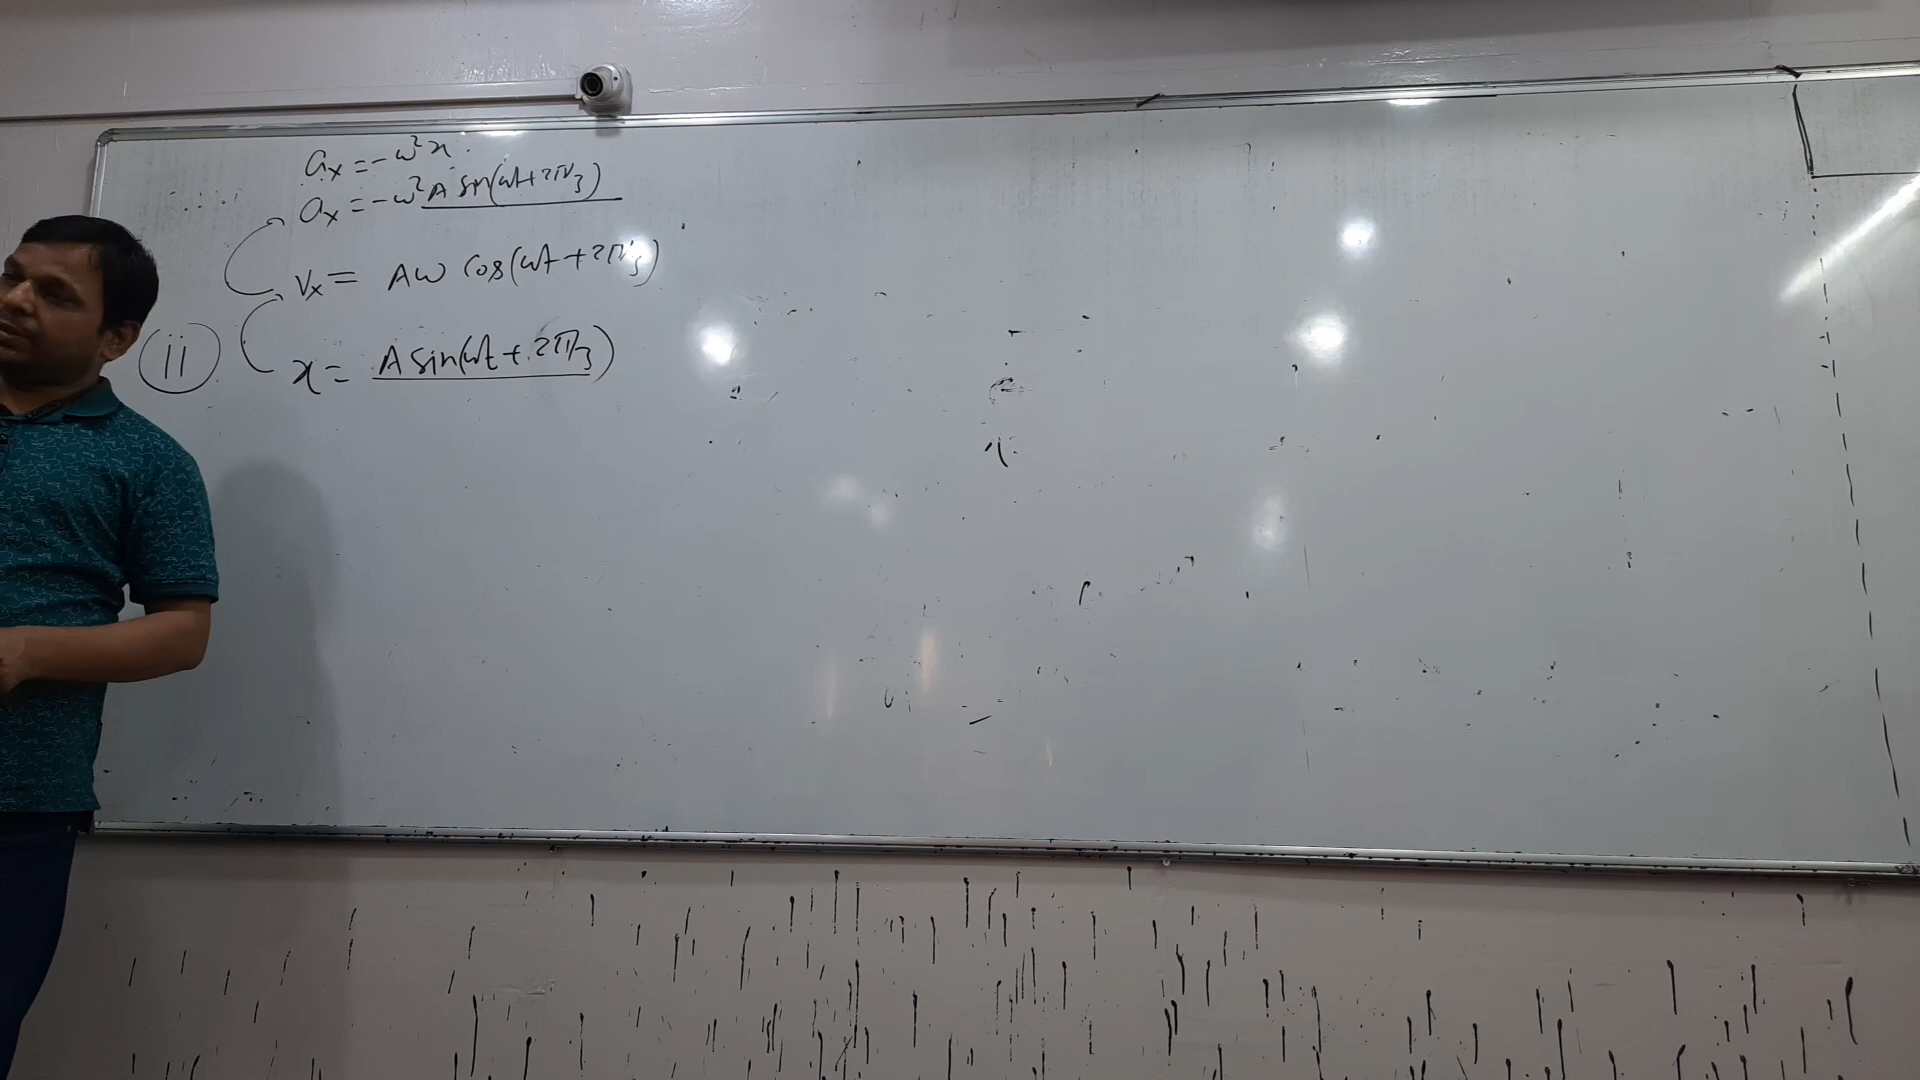 aₓ = -ω²x
aₓ = -ω²A sin(ωt+2π/3)
vₓ = Aω cos(ωt+2π/3)
(ii) x = A sin(ωt+2π/3)